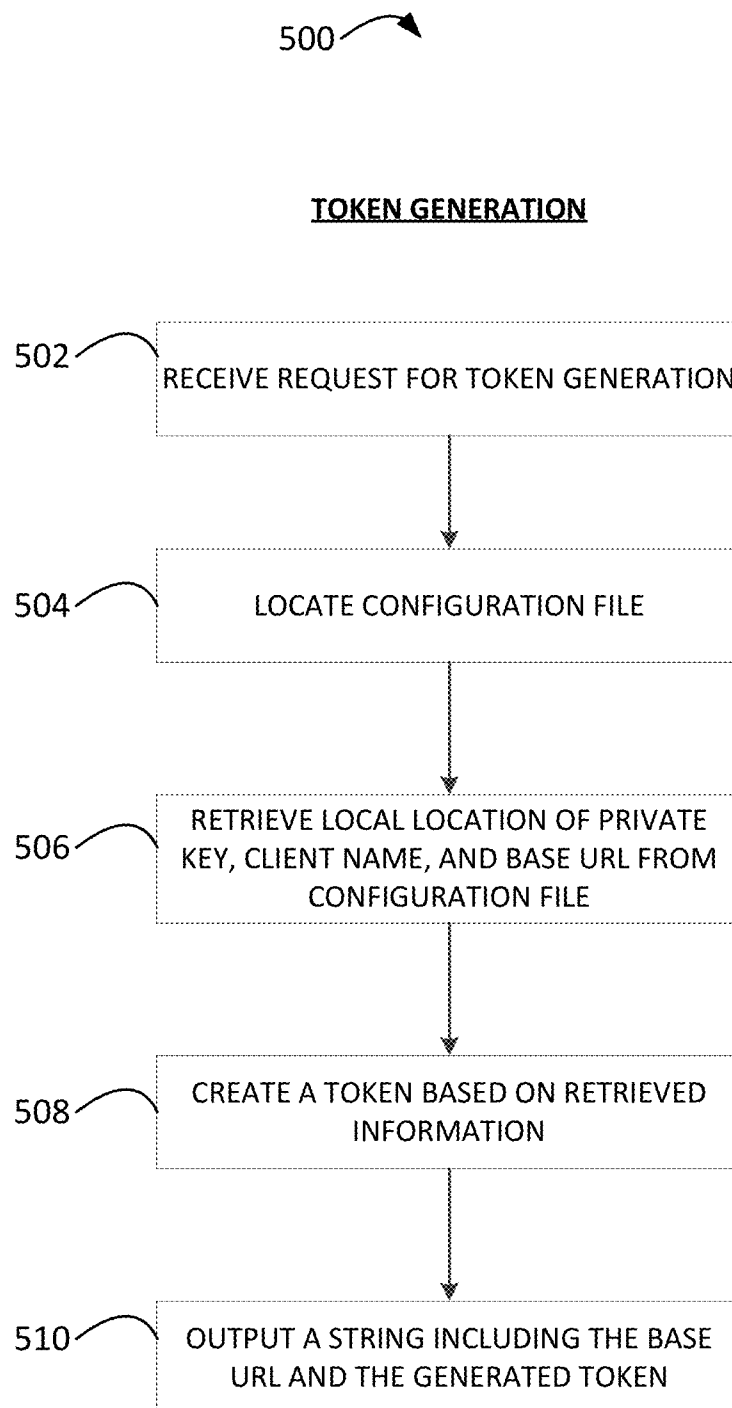 500
TOKEN GENERATION
502
RECEIVE REQUEST FOR TOKEN GENERATION
504
LOCATE CONFIGURATION FILE
506
RETRIEVE LOCAL LOCATION OF PRIVATE
KEY, CLIENT NAME, AND BASE URL FROM
CONFIGURATION FILE
508
CREATE A TOKEN BASED ON RETRIEVED
INFORMATION
510
OUTPUT A STRING INCLUDING THE BASE
URL AND THE GENERATED TOKEN